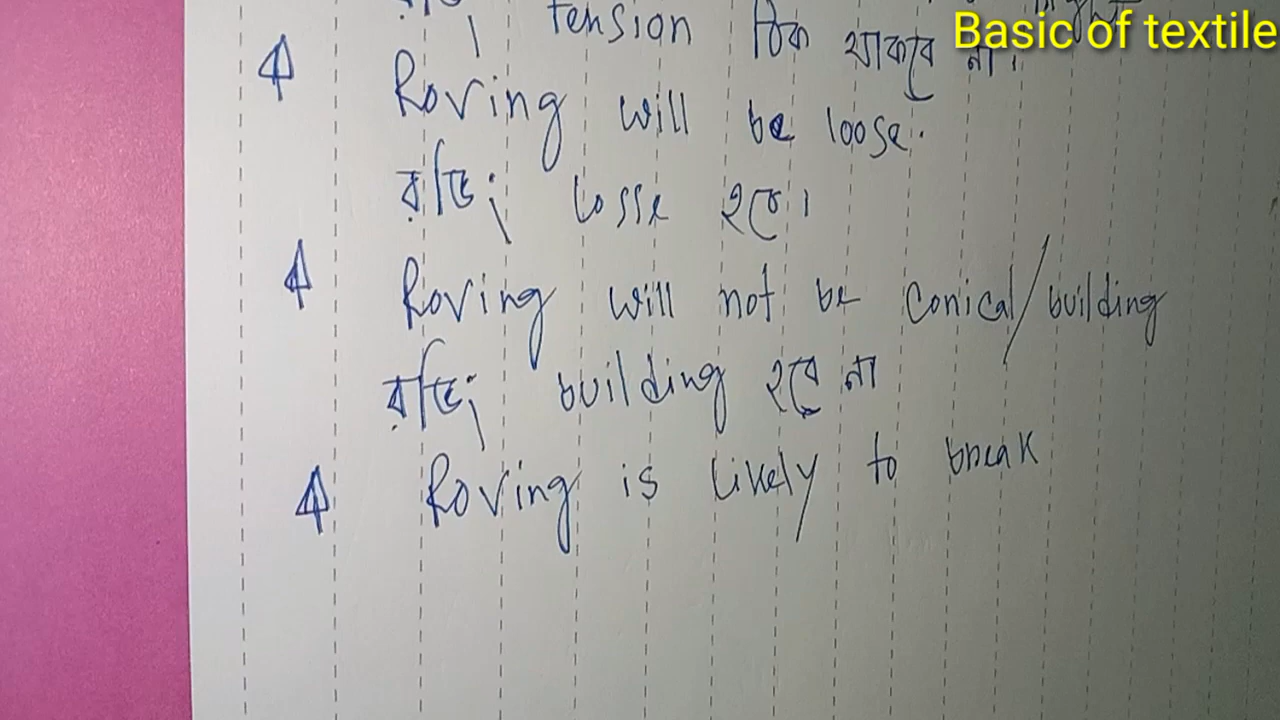 Basic of textile
tension ঠিক থাকবে না।
Roving will be loose.
রভিং losse হবে।
Roving will not be conical/building
রভিং building হবে না
Roving is likely to break